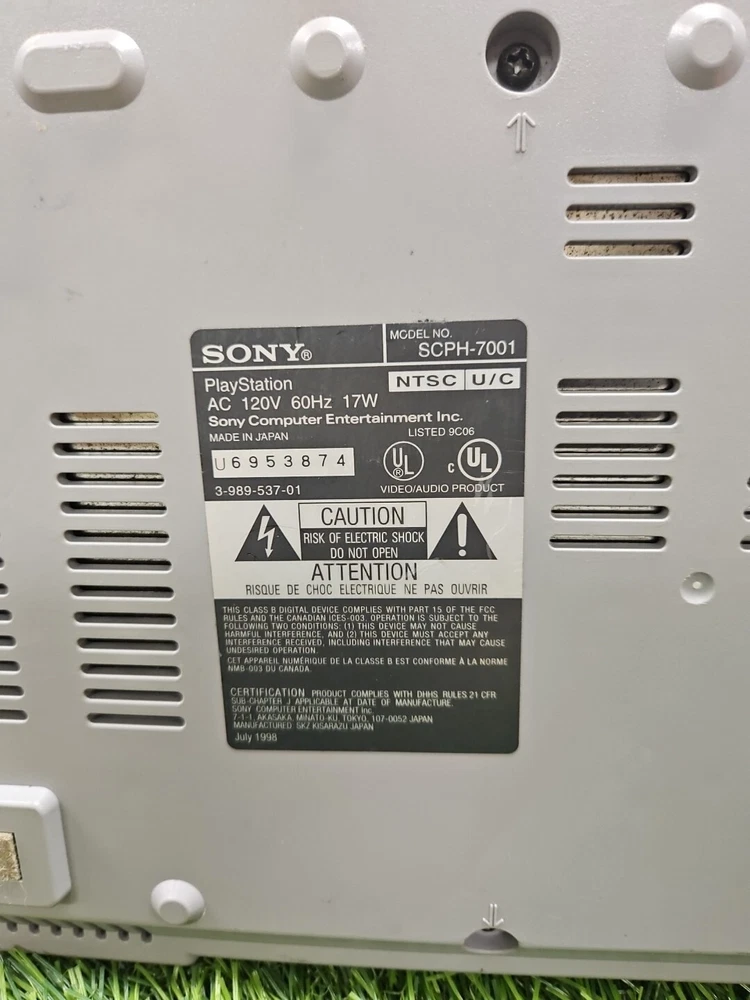 SONY®
MODEL NO.
SCPH-7001
PlayStation
NTSC U/C
AC 120V 60Hz 17W
Sony Computer Entertainment Inc.
MADE IN JAPAN
LISTED 9C06
U6953874
UL
®
c UL
3-989-537-01
VIDEO/AUDIO PRODUCT
CAUTION
RISK OF ELECTRIC SHOCK
DO NOT OPEN
ATTENTION
RISQUE DE CHOC ELECTRIQUE NE PAS OUVRIR
THIS CLASS B DIGITAL DEVICE COMPLIES WITH PART 15 OF THE FCC
RULES AND THE CANADIAN ICES-003. OPERATION IS SUBJECT TO THE
FOLLOWING TWO CONDITIONS: (1) THIS DEVICE MAY NOT CAUSE
HARMFUL INTERFERENCE, AND (2) THIS DEVICE MUST ACCEPT ANY
INTERFERENCE RECEIVED, INCLUDING INTERFERENCE THAT MAY CAUSE
UNDESIRED OPERATION.
CET APPAREIL NUMÉRIQUE DE LA CLASSE B EST CONFORME À LA NORME
NMB-003 DU CANADA.
CERTIFICATION PRODUCT COMPLIES WITH DHHS RULES 21 CFR
SUB-CHAPTER J APPLICABLE AT DATE OF MANUFACTURE.
SONY COMPUTER ENTERTAINMENT Inc.
7-1-1, AKASAKA, MINATO-KU, TOKYO, 107-0052 JAPAN
MANUFACTURED SK7 KISARAZU JAPAN
July 1998